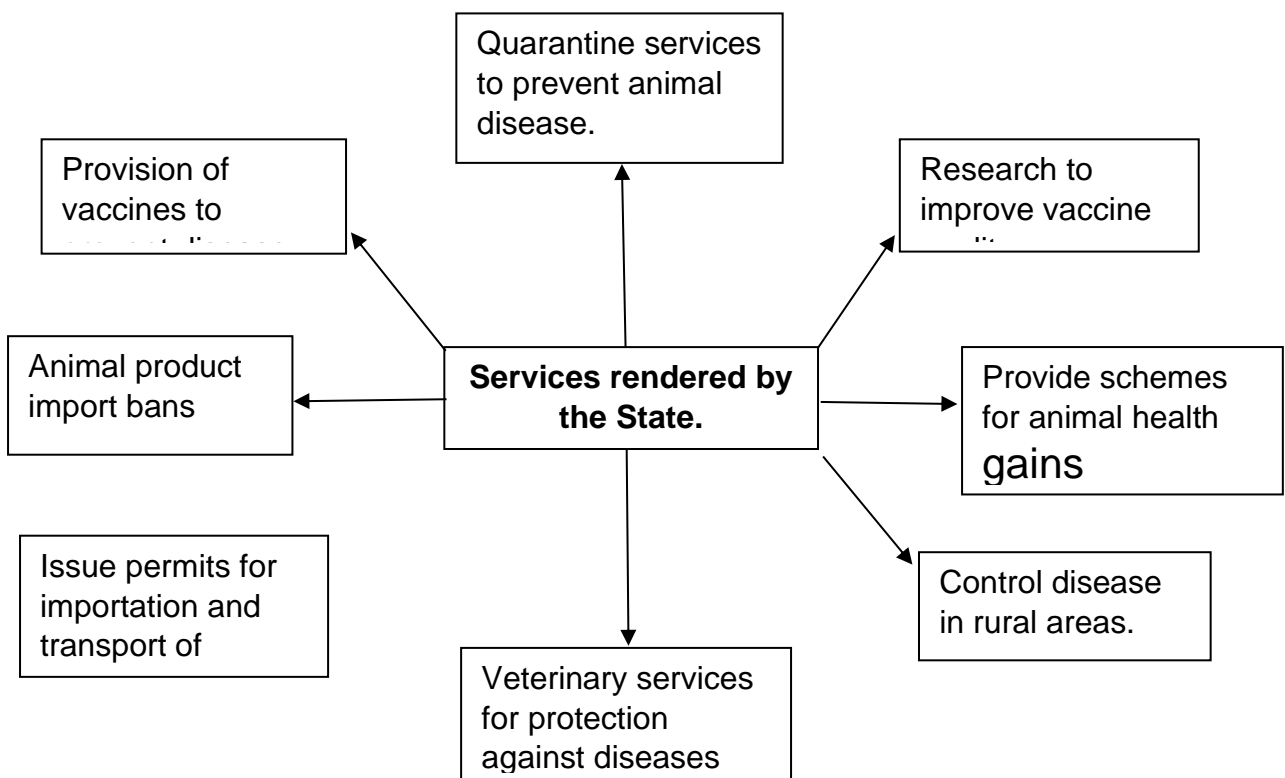 Quarantine services
to prevent animal
disease.
Provision of
vaccines to
Research to
improve vaccine
Animal product
import bans
Services rendered by
the State.
Provide schemes
for animal health
gains
Issue permits for
importation and
transport of
Control disease
in rural areas.
Veterinary services
for protection
against diseases